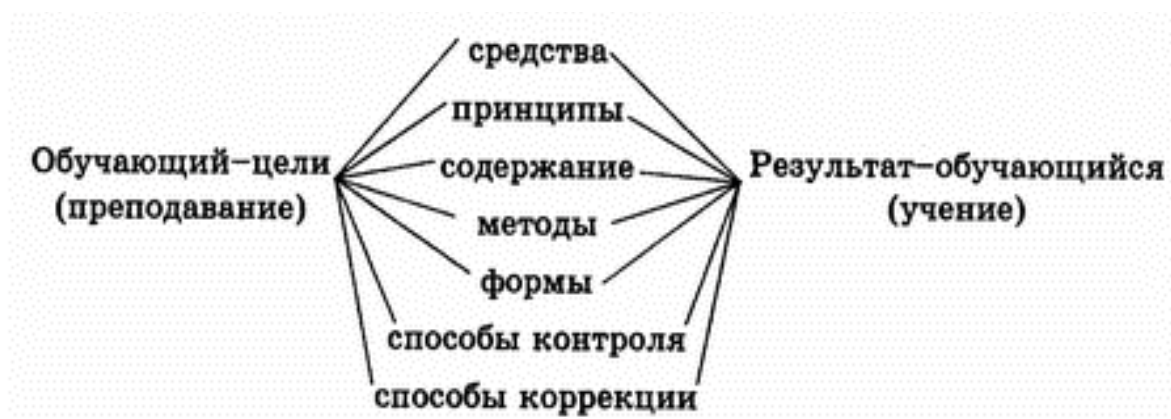 средства
принципы
Обучающий–цели
(преподавание)
содержание
методы
формы
способы контроля
способы коррекции
Результат–обучающийся
(учение)